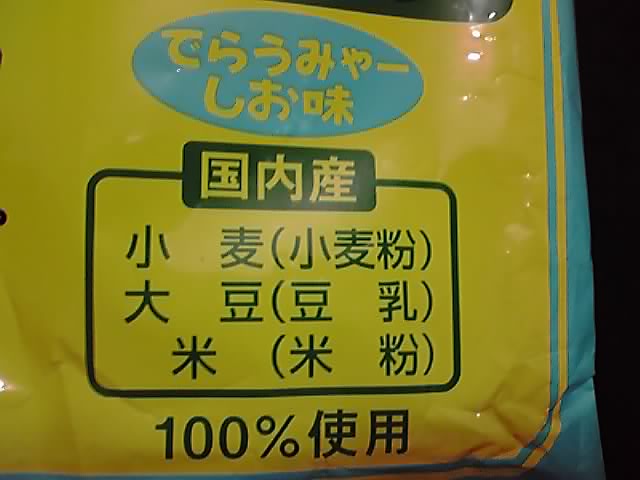 でらうみゃー
しお味
国内産
小 麦(小麦粉)
大 豆(豆 乳)
米 (米 粉)
100%使用